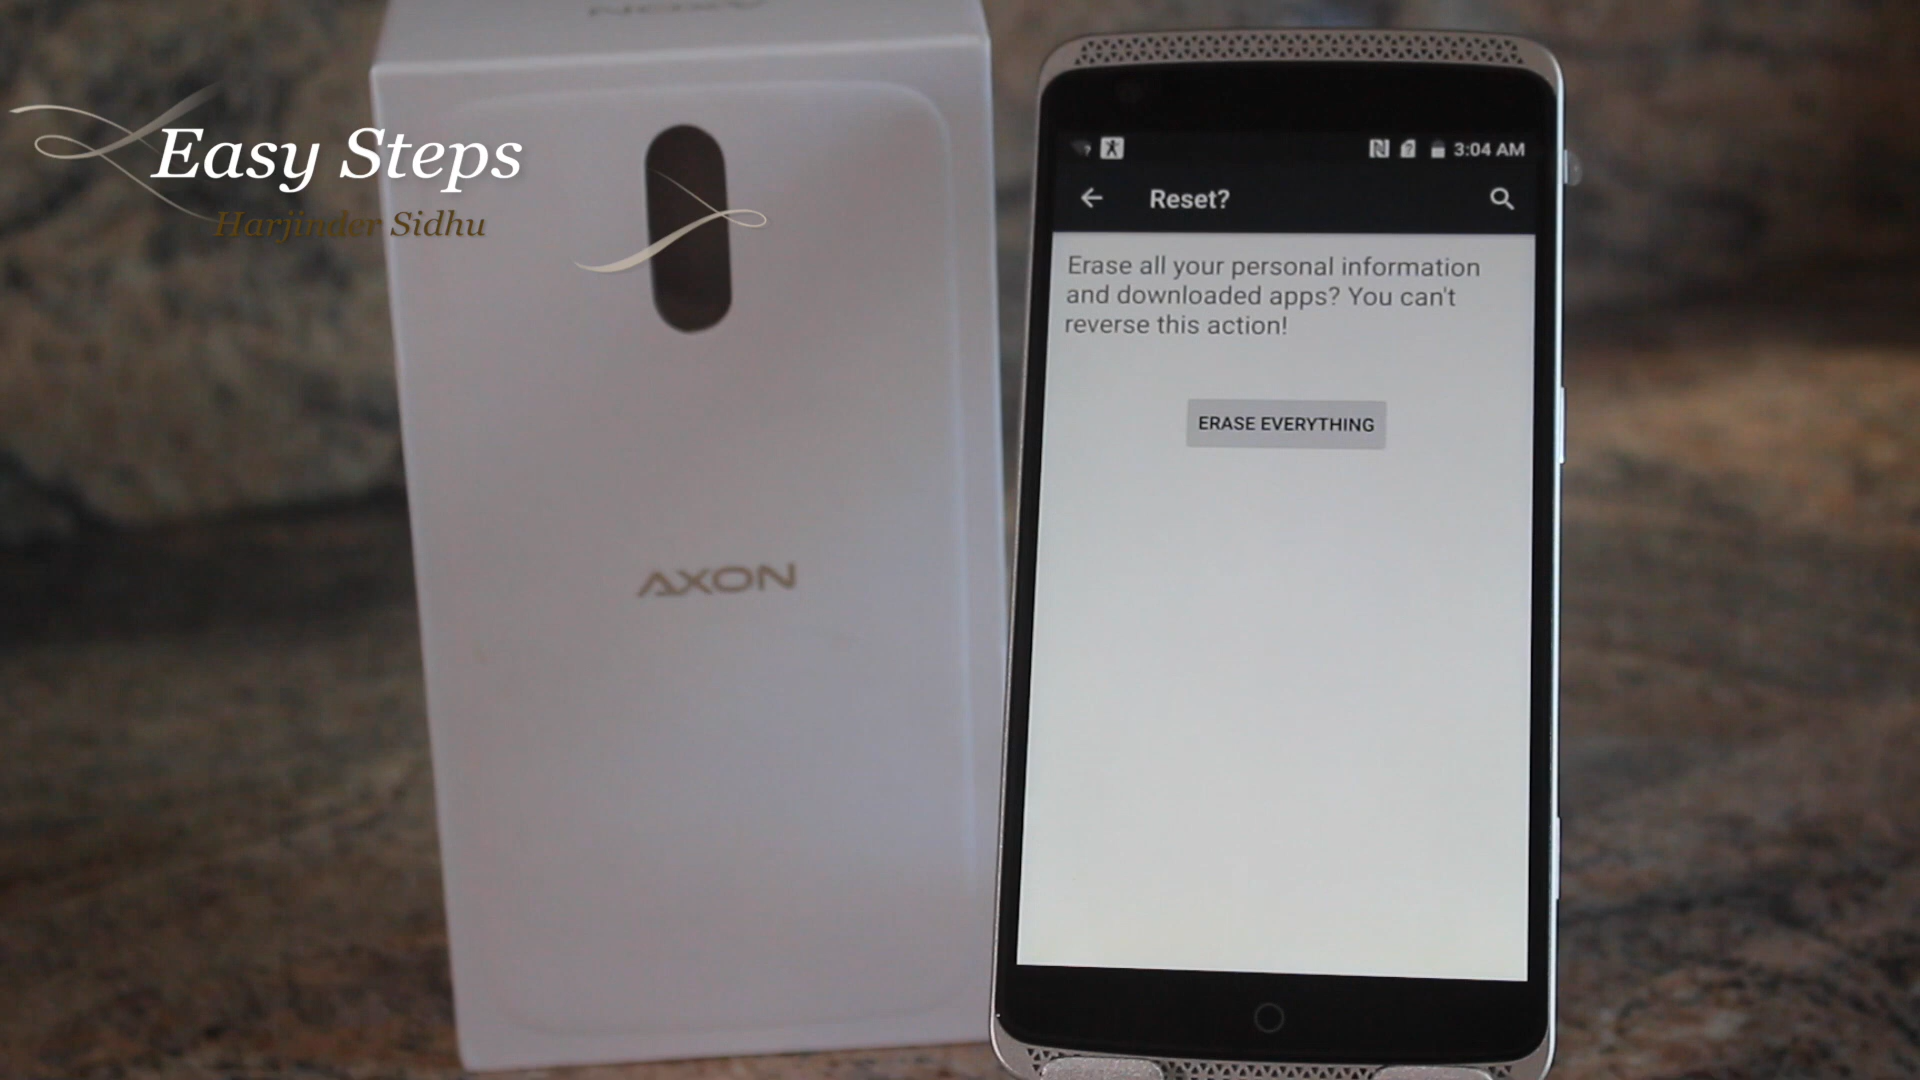 AXON
Easy Steps
Harjinder Sidhu
AXON
3:04 AM
Reset?
Erase all your personal information
and downloaded apps? You can't
reverse this action!
ERASE EVERYTHING